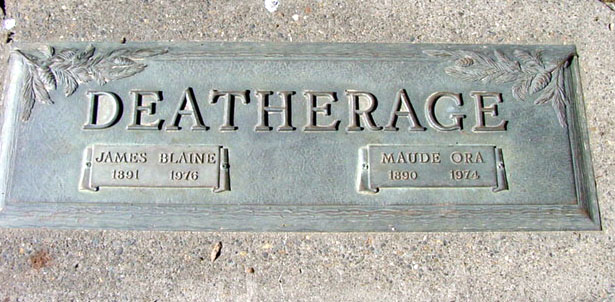 DEATHERAGE
JAMES BLAINE
1891 1976
MAUDE ORA
1890 1974